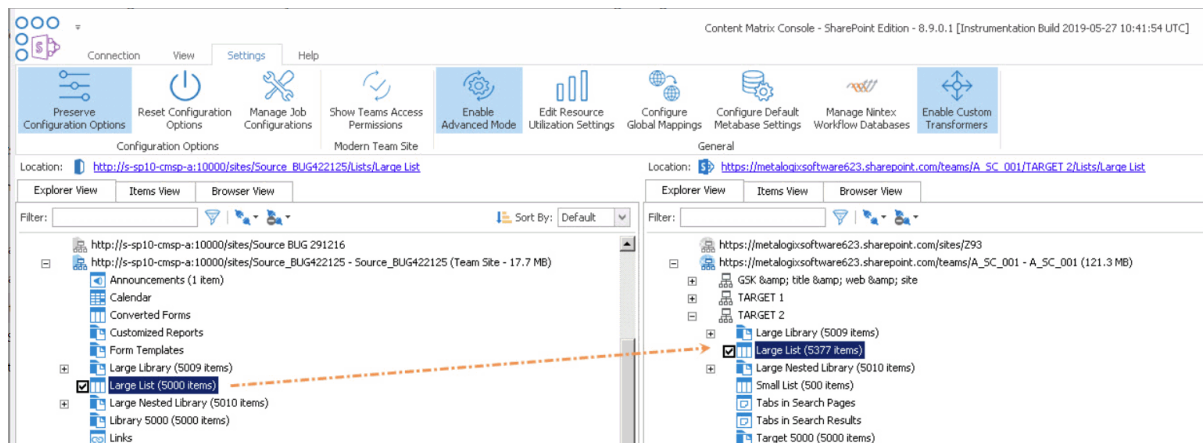 Content Matrix Console - SharePoint Edition - 8.9.0.1 [Instrumentation Build 2019-05-27 10:41:54 UTC]
Connection View Settings Help
Preserve Configuration Options
Reset Configuration Options
Manage Job Configurations
Show Teams Access Permissions
Enable Advanced Mode
Edit Resource Utilization Settings
Configure Global Mappings
Configure Default Metabase Settings
Manage Nintex Workflow Databases
Enable Custom Transformers
Configuration Options Modern Team Site General
Location: http://s-sp10-cmsp-a:10000/sites/Source_BUG422125/Lists/Large List
Explorer View Items View Browser View
Filter: Sort By: Default
http://s-sp10-cmsp-a:10000/sites/Source BUG 291216
http://s-sp10-cmsp-a:10000/sites/Source_BUG422125 - Source_BUG422125 (Team Site - 17.7 MB)
Announcements (1 item)
Calendar
Converted Forms
Customized Reports
Form Templates
Large Library (5009 items)
Large List (5000 items)
Large Nested Library (5010 items)
Library 5000 (5000 items)
Links
Location: https://metalogixsoftware623.sharepoint.com/teams/A_SC_001/TARGET 2/Lists/Large List
Explorer View Items View Browser View
Filter:
https://metalogixsoftware623.sharepoint.com/sites/Z93
https://metalogixsoftware623.sharepoint.com/teams/A_SC_001 - A_SC_001 (121.3 MB)
GSK &amp; title &amp; web &amp; site
TARGET 1
TARGET 2
Large Library (5009 items)
Large List (5377 items)
Large Nested Library (5010 items)
Small List (500 items)
Tabs in Search Pages
Tabs in Search Results
Target 5000 (5000 items)